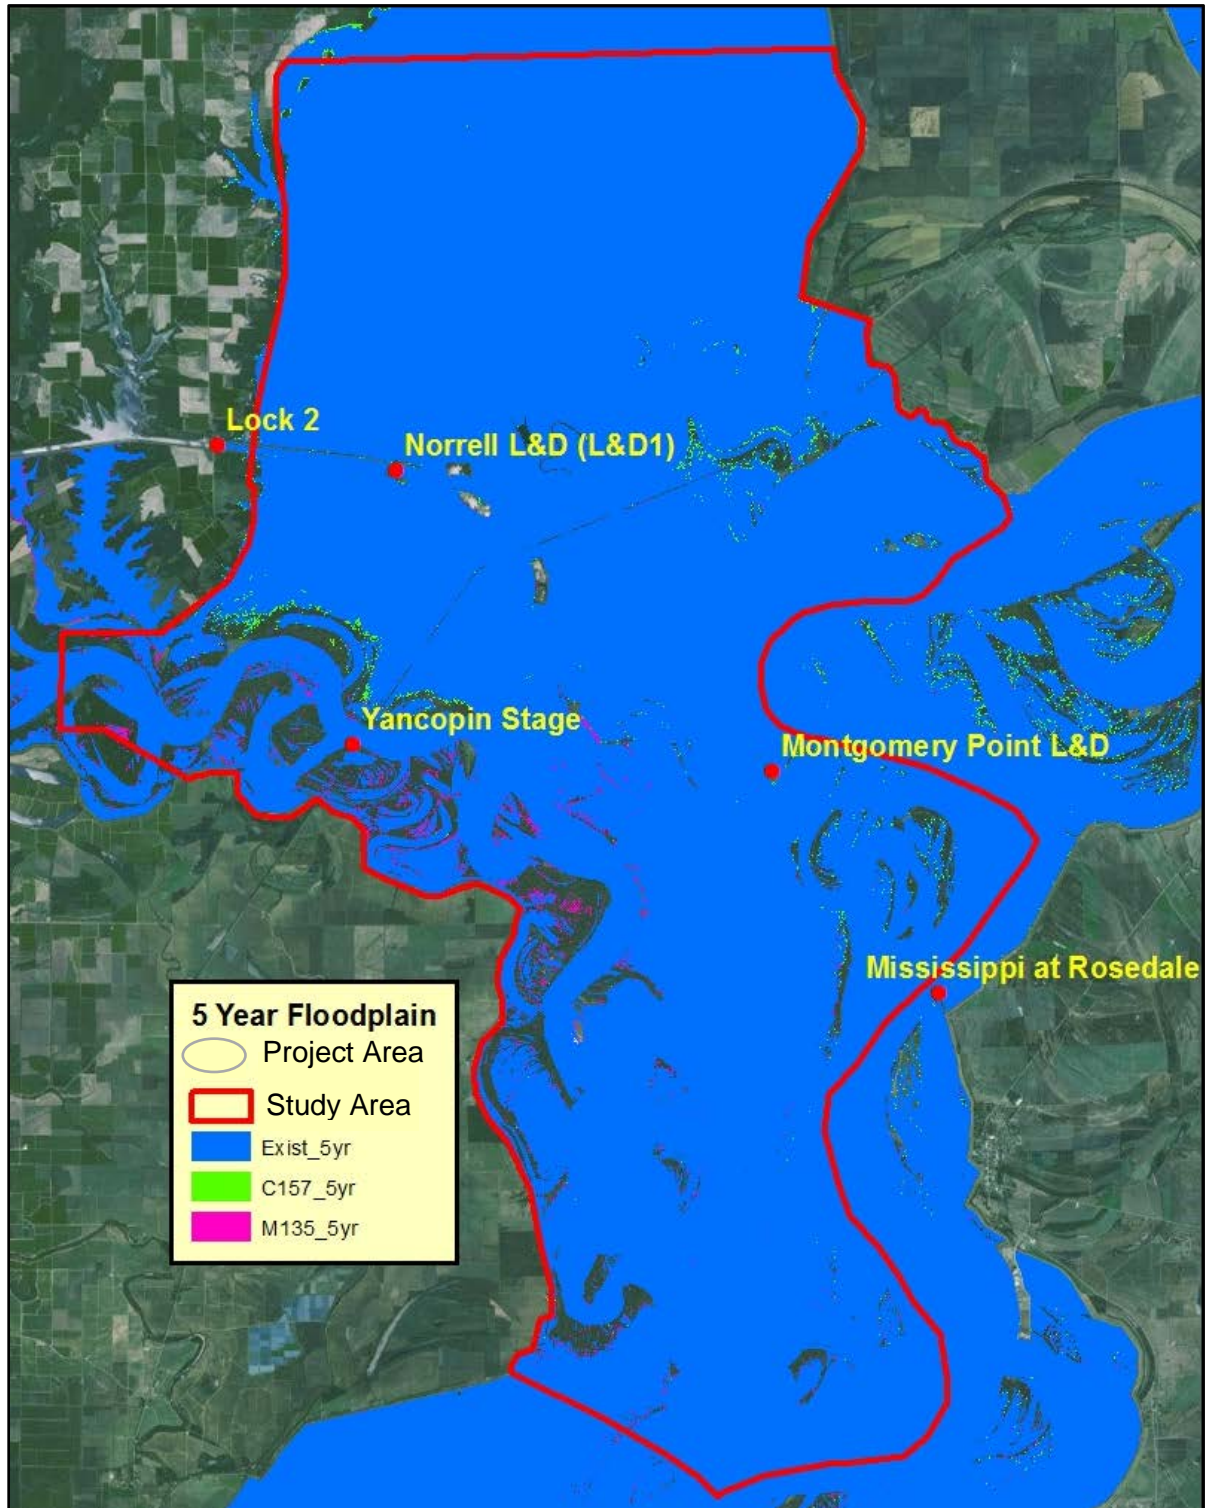 Lock 2
Norrell L&D (L&D1)
Yancopin Stage
Montgomery Point L&D
Mississippi at Rosedale
5 Year Floodplain
Project Area
Study Area
Exist_5yr
C157_5yr
M135_5yr